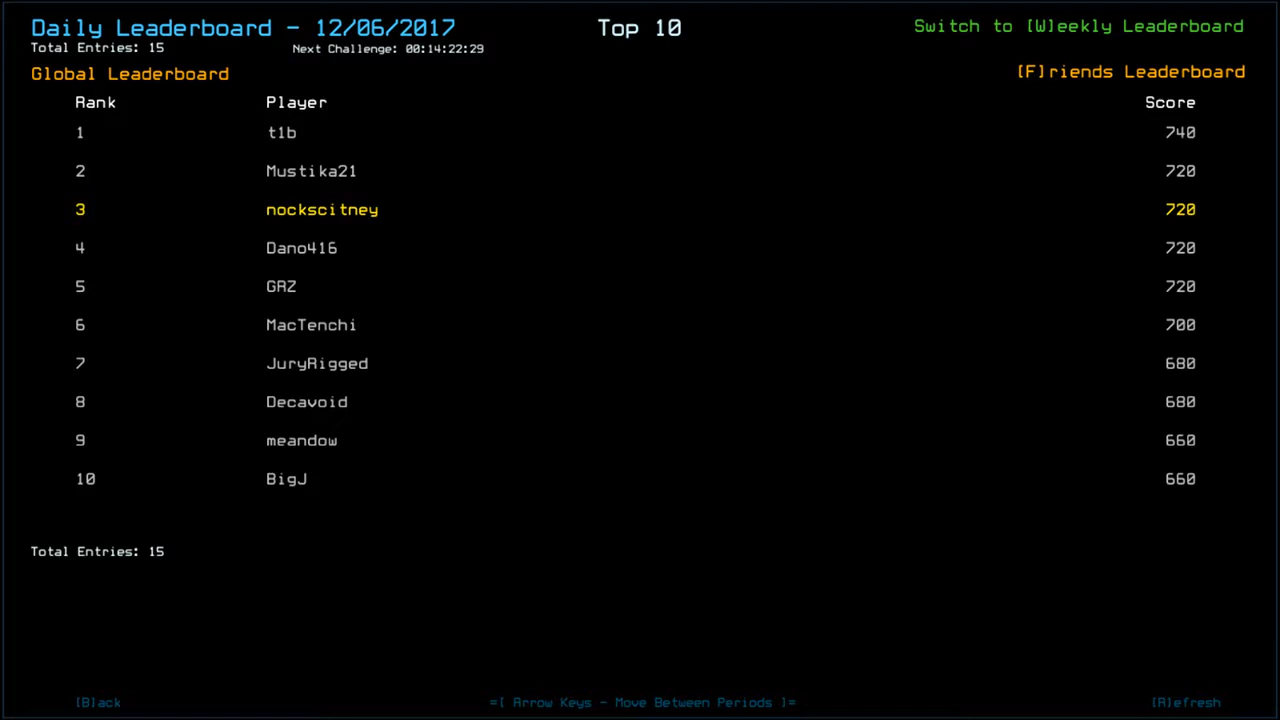 Daily Leaderboard - 12/06/2017 Top 10 Switch to [W]eekly Leaderboard
Total Entries: 15 Next Challenge: 00:14:22:29
Global Leaderboard [F]riends Leaderboard
Rank Player Score
1 t1b 740
2 Mustika21 720
3 nockscitney 720
4 Dano416 720
5 GRZ 720
6 MacTenchi 700
7 JuryRigged 680
8 Decavoid 680
9 meandow 660
10 BigJ 660
Total Entries: 15
[B]ack =[ Arrow Keys - Move Between Periods ]= [R]efresh